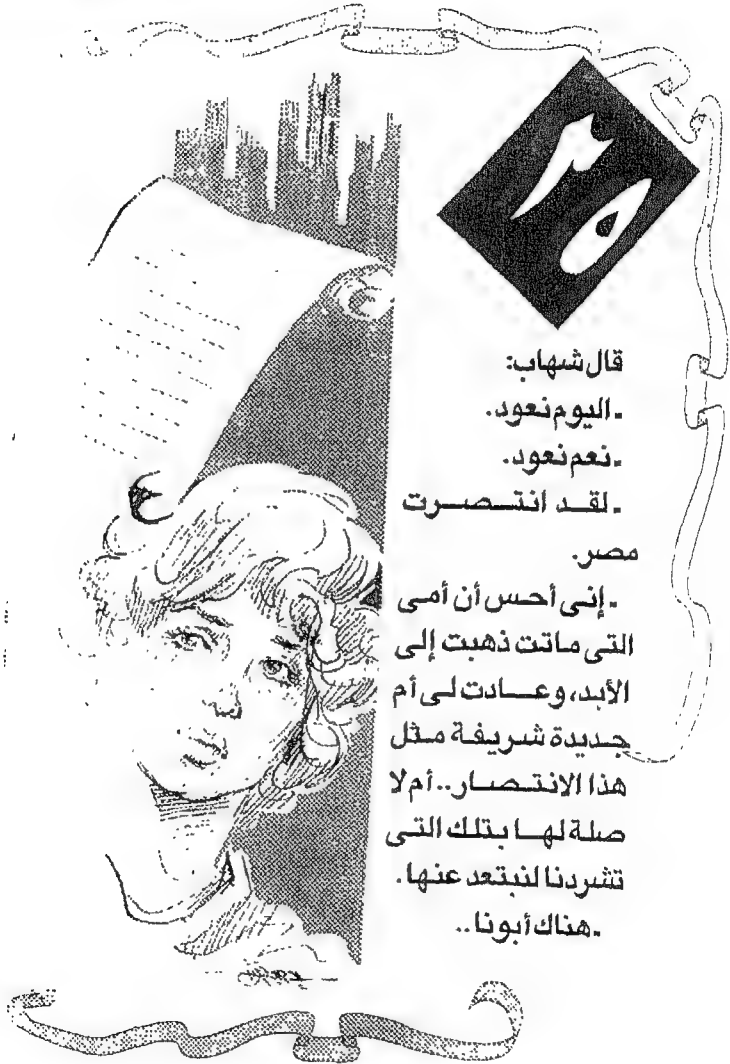 ٢٥
قال شهاب:
- اليوم نعود.
- نعم نعود.
- لقد انتصرت
مصر.
- إنى أحس أن أمى
التى ماتت ذهبت إلى
الأبد، وعادت لى أم
جديدة شريفة مثل
هذا الانتصار.. أم لا
صلة لها بتلك التى
تشردنا لنبتعد عنها.
- هناك أبونا..